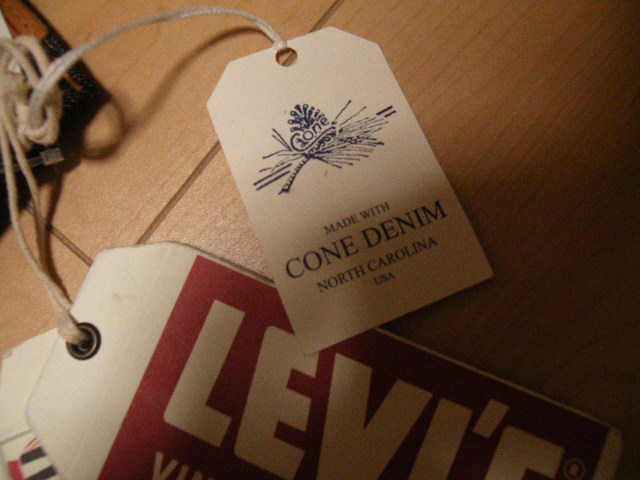 Cone
MADE WITH
CONE DENIM
NORTH CAROLINA
USA
LEVI'S
®